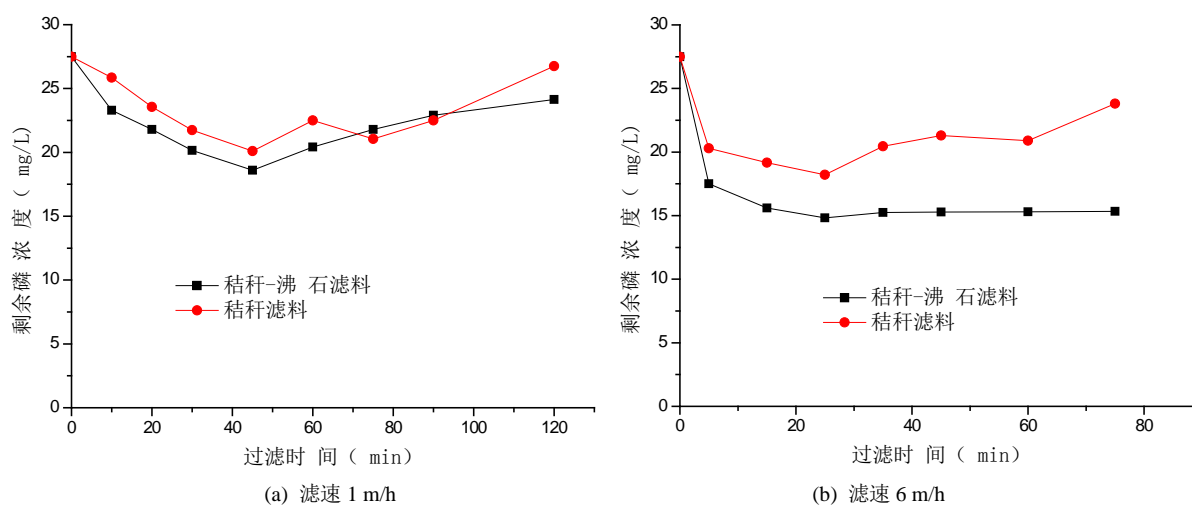 30
25
20
15
10
5
0
剩余磷 浓 度（ mg/L）
秸秆-沸 石滤料
秸秆滤料
0 20 40 60 80 100 120
过滤时 间（ min）
(a) 滤速 1 m/h
30
25
20
15
10
5
0
剩余磷 浓 度（ mg/L）
秸秆-沸 石滤料
秸秆滤料
0 20 40 60 80
过滤时 间（ min）
(b) 滤速 6 m/h